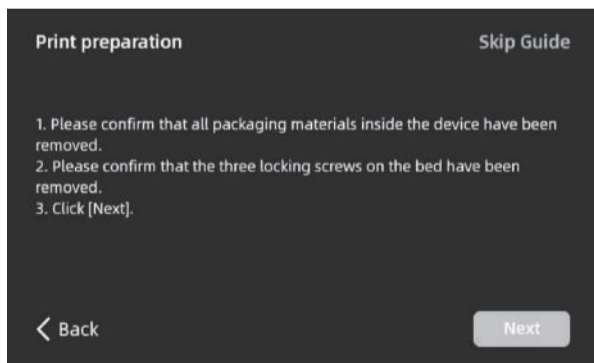 Print preparation
Skip Guide
1. Please confirm that all packaging materials inside the device have been
removed.
2. Please confirm that the three locking screws on the bed have been
removed.
3. Click [Next].
Back
Next